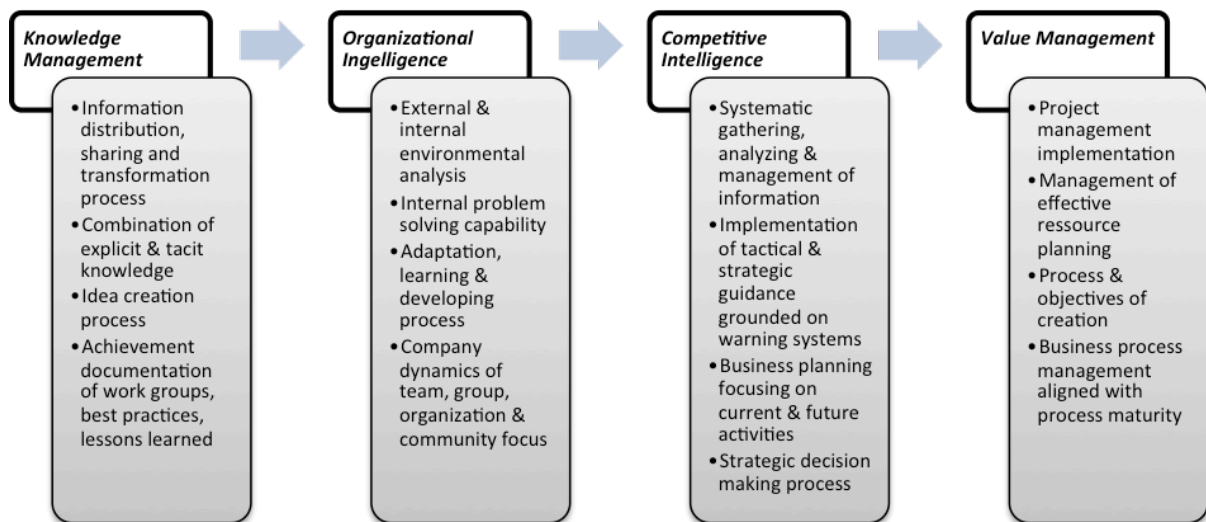 Knowledge
Management
• Information
distribution,
sharing and
transformation
process
• Combination of
explicit & tacit
knowledge
• Idea creation
process
• Achievement
documentation
of work groups,
best practices,
lessons learned
Organizational
Ingelligence
• External &
internal
environmental
analysis
• Internal problem
solving capability
• Adaptation,
learning &
developing
process
• Company
dynamics of
team, group,
organization &
community focus
Competitive
Intelligence
• Systematic
gathering,
analyzing &
management of
information
• Implementation
of tactical &
strategic
guidance
grounded on
warning systems
• Business planning
focusing on
current & future
activities
• Strategic decision
making process
Value Management
• Project
management
implementation
• Management of
effective
ressource
planning
• Process &
objectives of
creation
• Business process
management
aligned with
process maturity